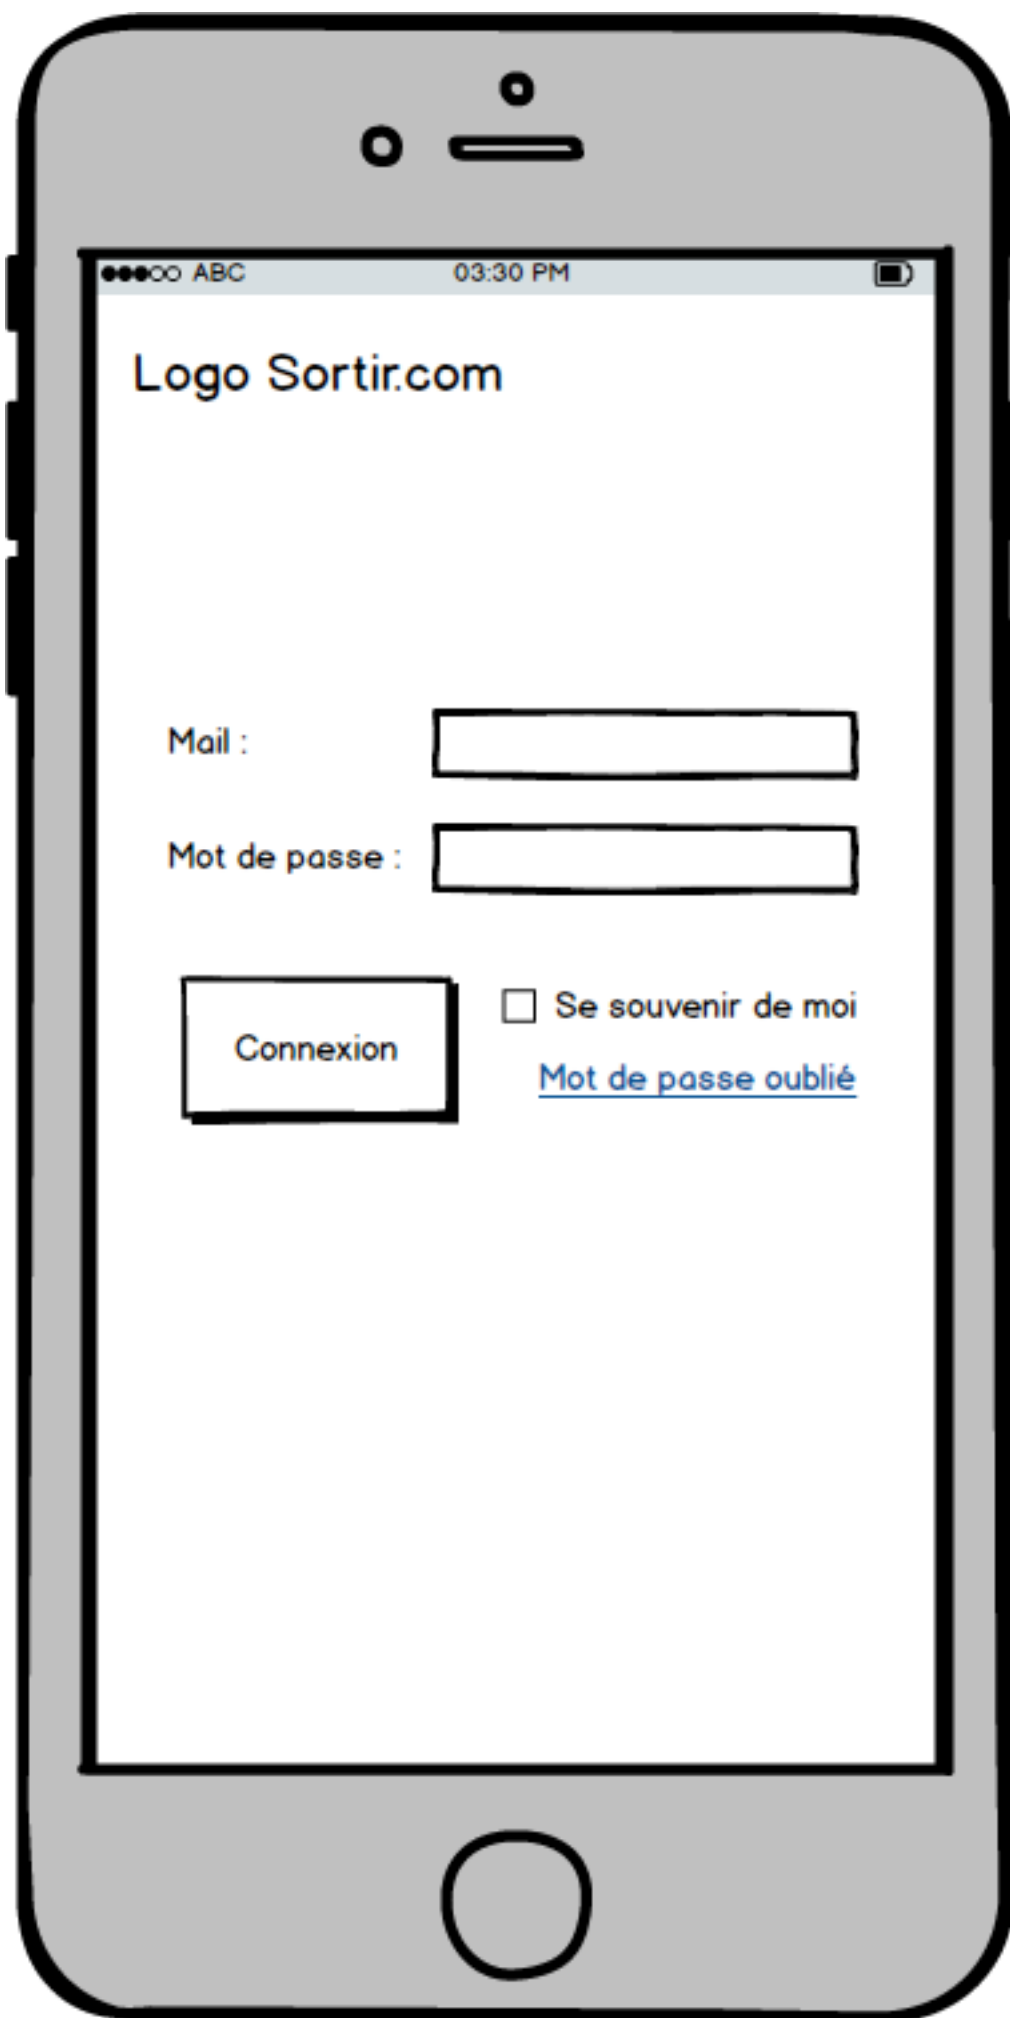 ABC 03:30 PM
Logo Sortir.com
Mail :
Mot de passe :
Connexion
Se souvenir de moi
Mot de passe oublié